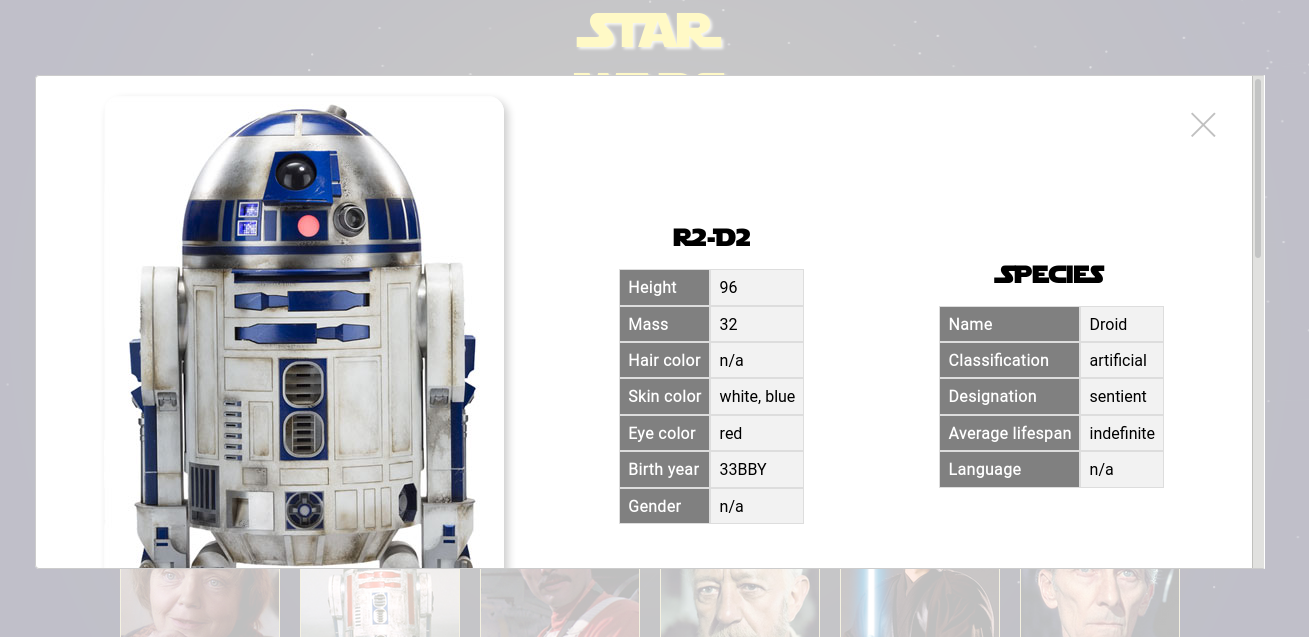 STAR
R2-D2
Height 96
Mass 32
Hair color n/a
Skin color white, blue
Eye color red
Birth year 33BBY
Gender n/a
SPECIES
Name Droid
Classification artificial
Designation sentient
Average lifespan indefinite
Language n/a